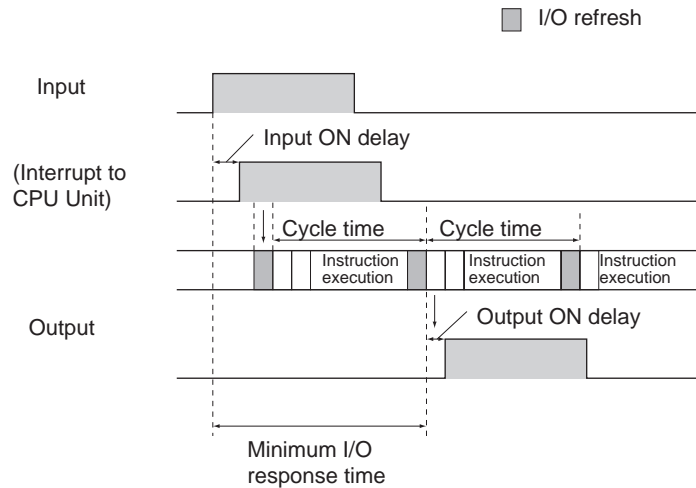 I/O refresh
Input
Input ON delay
(Interrupt to
CPU Unit)
Cycle time
Cycle time
Instruction
execution
Instruction
execution
Instruction
execution
Output
Output ON delay
Minimum I/O
response time